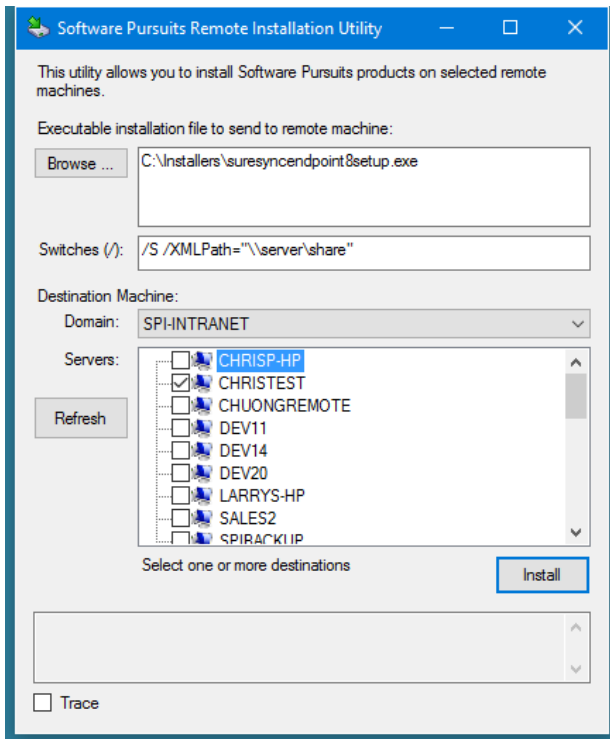 Software Pursuits Remote Installation Utility
This utility allows you to install Software Pursuits products on selected remote
machines.
Executable installation file to send to remote machine:
Browse ...
C:\Installers\suresyncendpoint8setup.exe
Switches (/):
/S /XMLPath="\\server\share"
Destination Machine:
Domain:
SPI-INTRANET
Servers:
CHRISP-HP
CHRISTEST
CHUONGREMOTE
DEV11
DEV14
DEV20
LARRYS-HP
SALES2
SPIBACKUP
Refresh
Select one or more destinations
Install
Trace